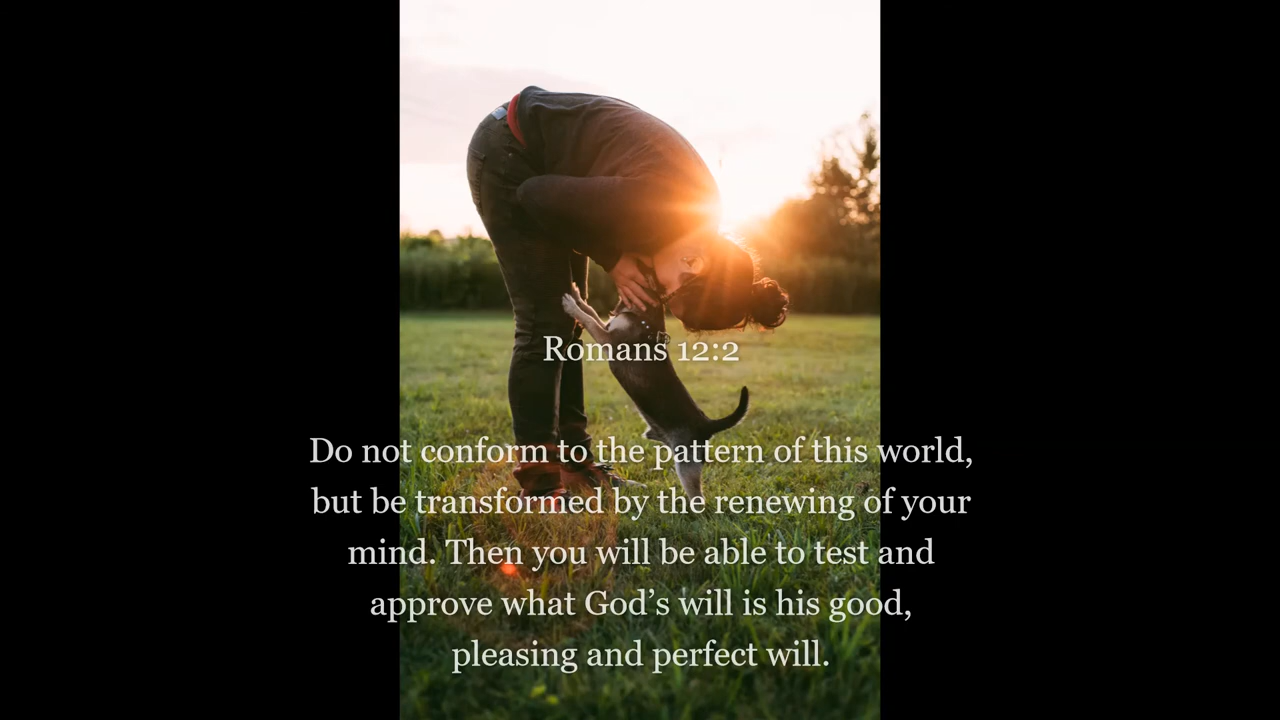 Romans 12:2
Do not conform to the pattern of this world,
but be transformed by the renewing of your
mind. Then you will be able to test and
approve what God’s will is his good,
pleasing and perfect will.